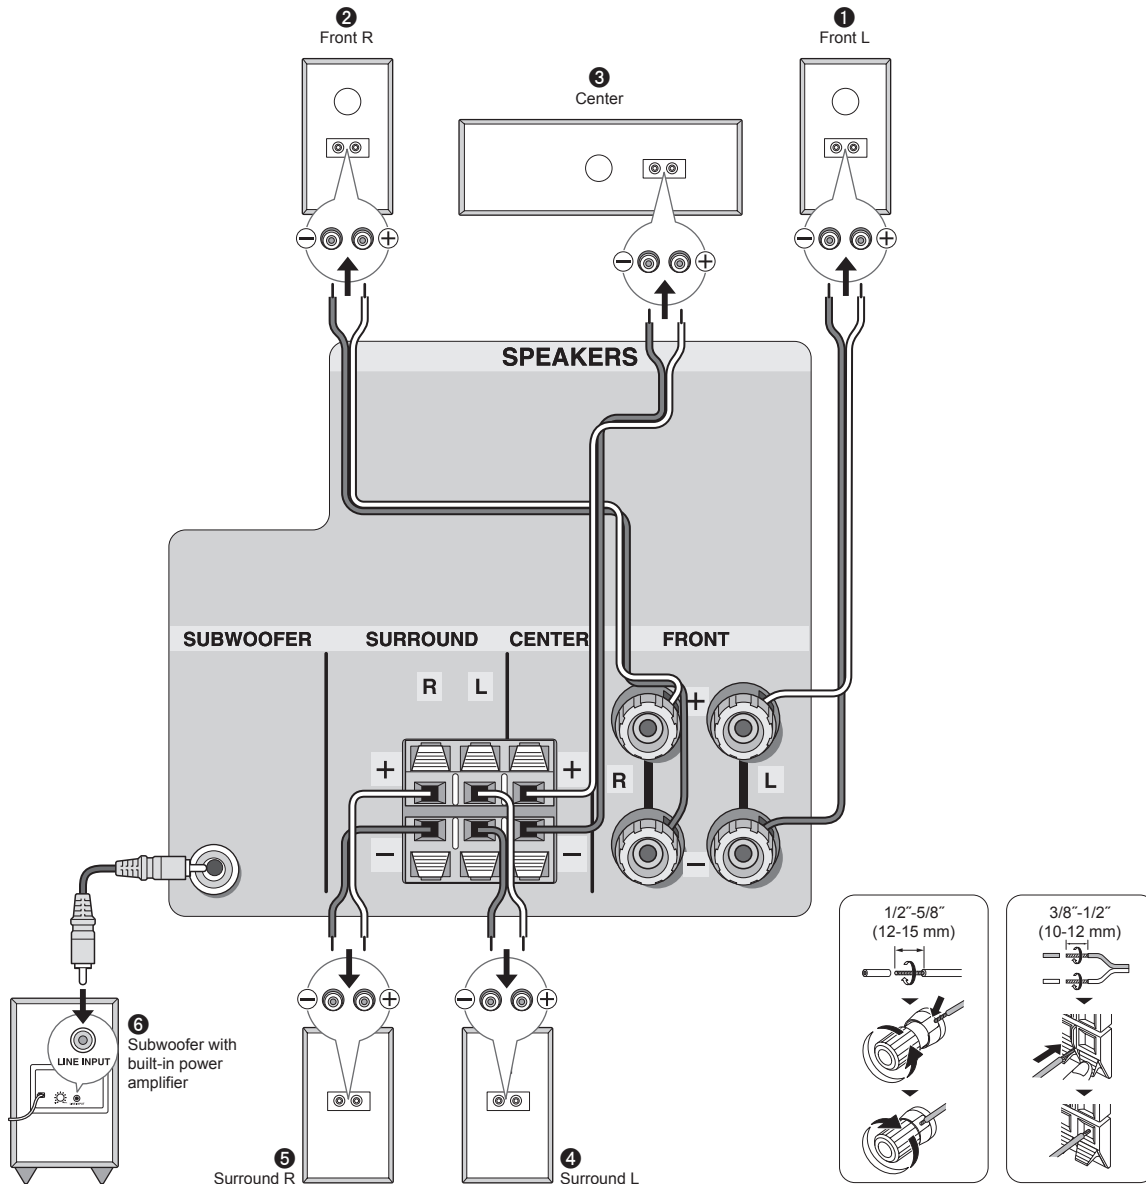 ❷
Front R
❶
Front L
❸
Center
− +
− +
− +
SPEAKERS
SUBWOOFER SURROUND CENTER FRONT
R L
+ + +
R L
− − −
1/2˝-5/8˝
(12-15 mm)
3/8˝-1/2˝
(10-12 mm)
− +
− +
LINE INPUT
❻
Subwoofer with
built-in power
amplifier
❺
Surround R
❹
Surround L